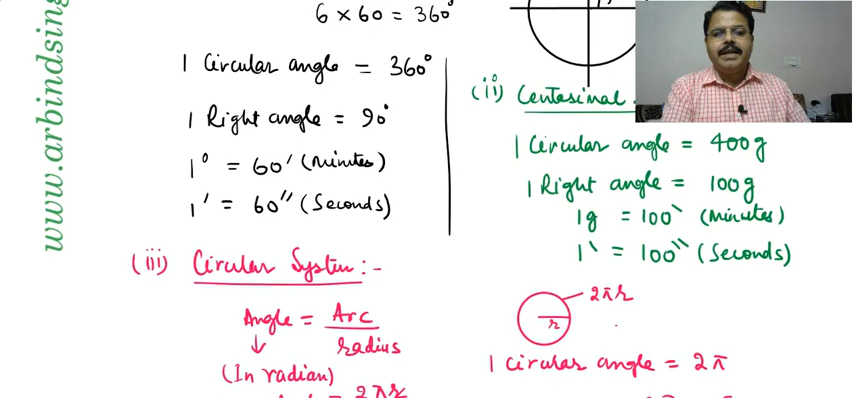 www.arbindsing
6 × 60 = 360°
1 Circular angle = 360°
1 Right angle = 90°
1° = 60′ (Minutes)
1′ = 60″ (Seconds)
(ii) Centasinal
1 Circular angle = 400g
1 Right angle = 100g
1g = 100‵ (Minutes)
1‵ = 100‶ (Seconds)
(iii) Circular System :-
Angle = Arc / radius
(In radian)
2πr
r
1 Circular angle = 2π
= 2πr